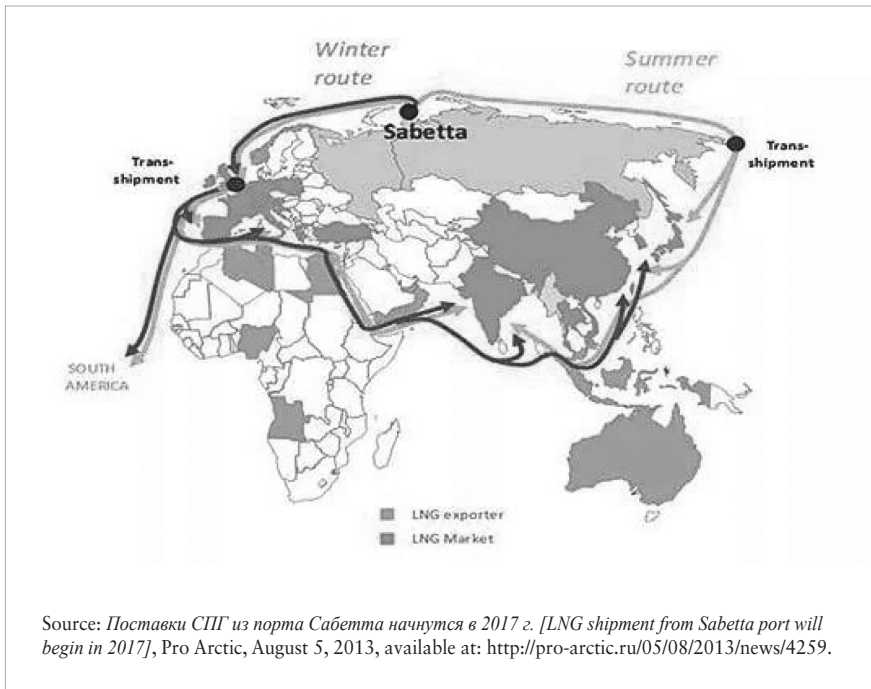 Winter
route
Summer
route
Sabetta
Trans-
shipment
Trans-
shipment
SOUTH
AMERICA
LNG exporter
LNG Market
Source: Поставки СПГ из порта Сабетта начнутся в 2017 г. [LNG shipment from Sabetta port will
begin in 2017], Pro Arctic, August 5, 2013, available at: http://pro-arctic.ru/05/08/2013/news/4259.